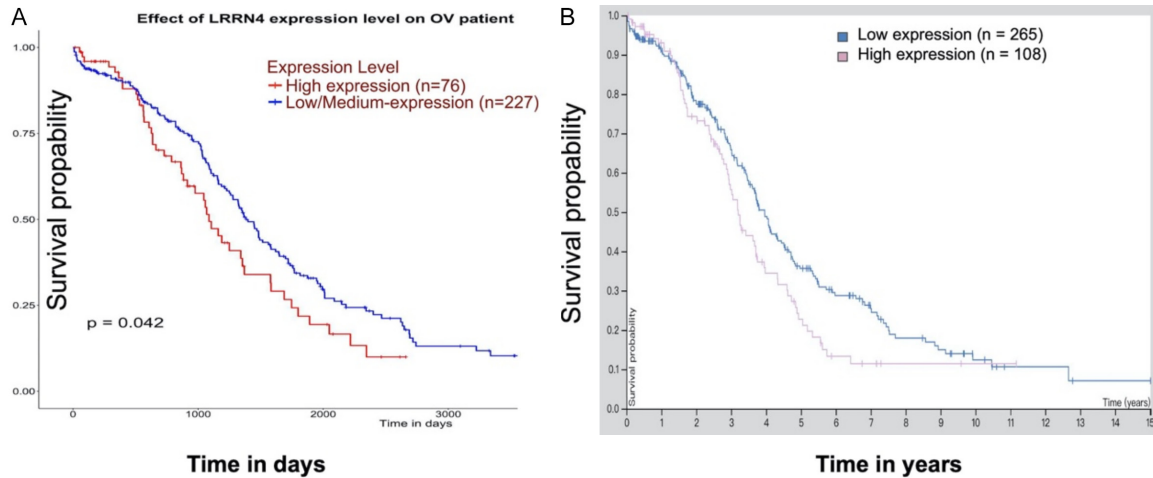 A
Effect of LRRN4 expression level on OV patient
Expression Level
High expression (n=76)
Low/Medium-expression (n=227)
Survival propability
1.00
0.75
0.50
0.25
0.00
p = 0.042
0
1000
2000
3000
Time in days
Time in days
B
Low expression (n = 265)
High expression (n = 108)
Survival propability
1.0
0.9
0.8
0.7
0.6
0.5
0.4
0.3
0.2
0.1
0.0
Survival probability
Time (years)
0 1 2 3 4 5 6 7 8 9 10 11 12 13 14 15
Time in years